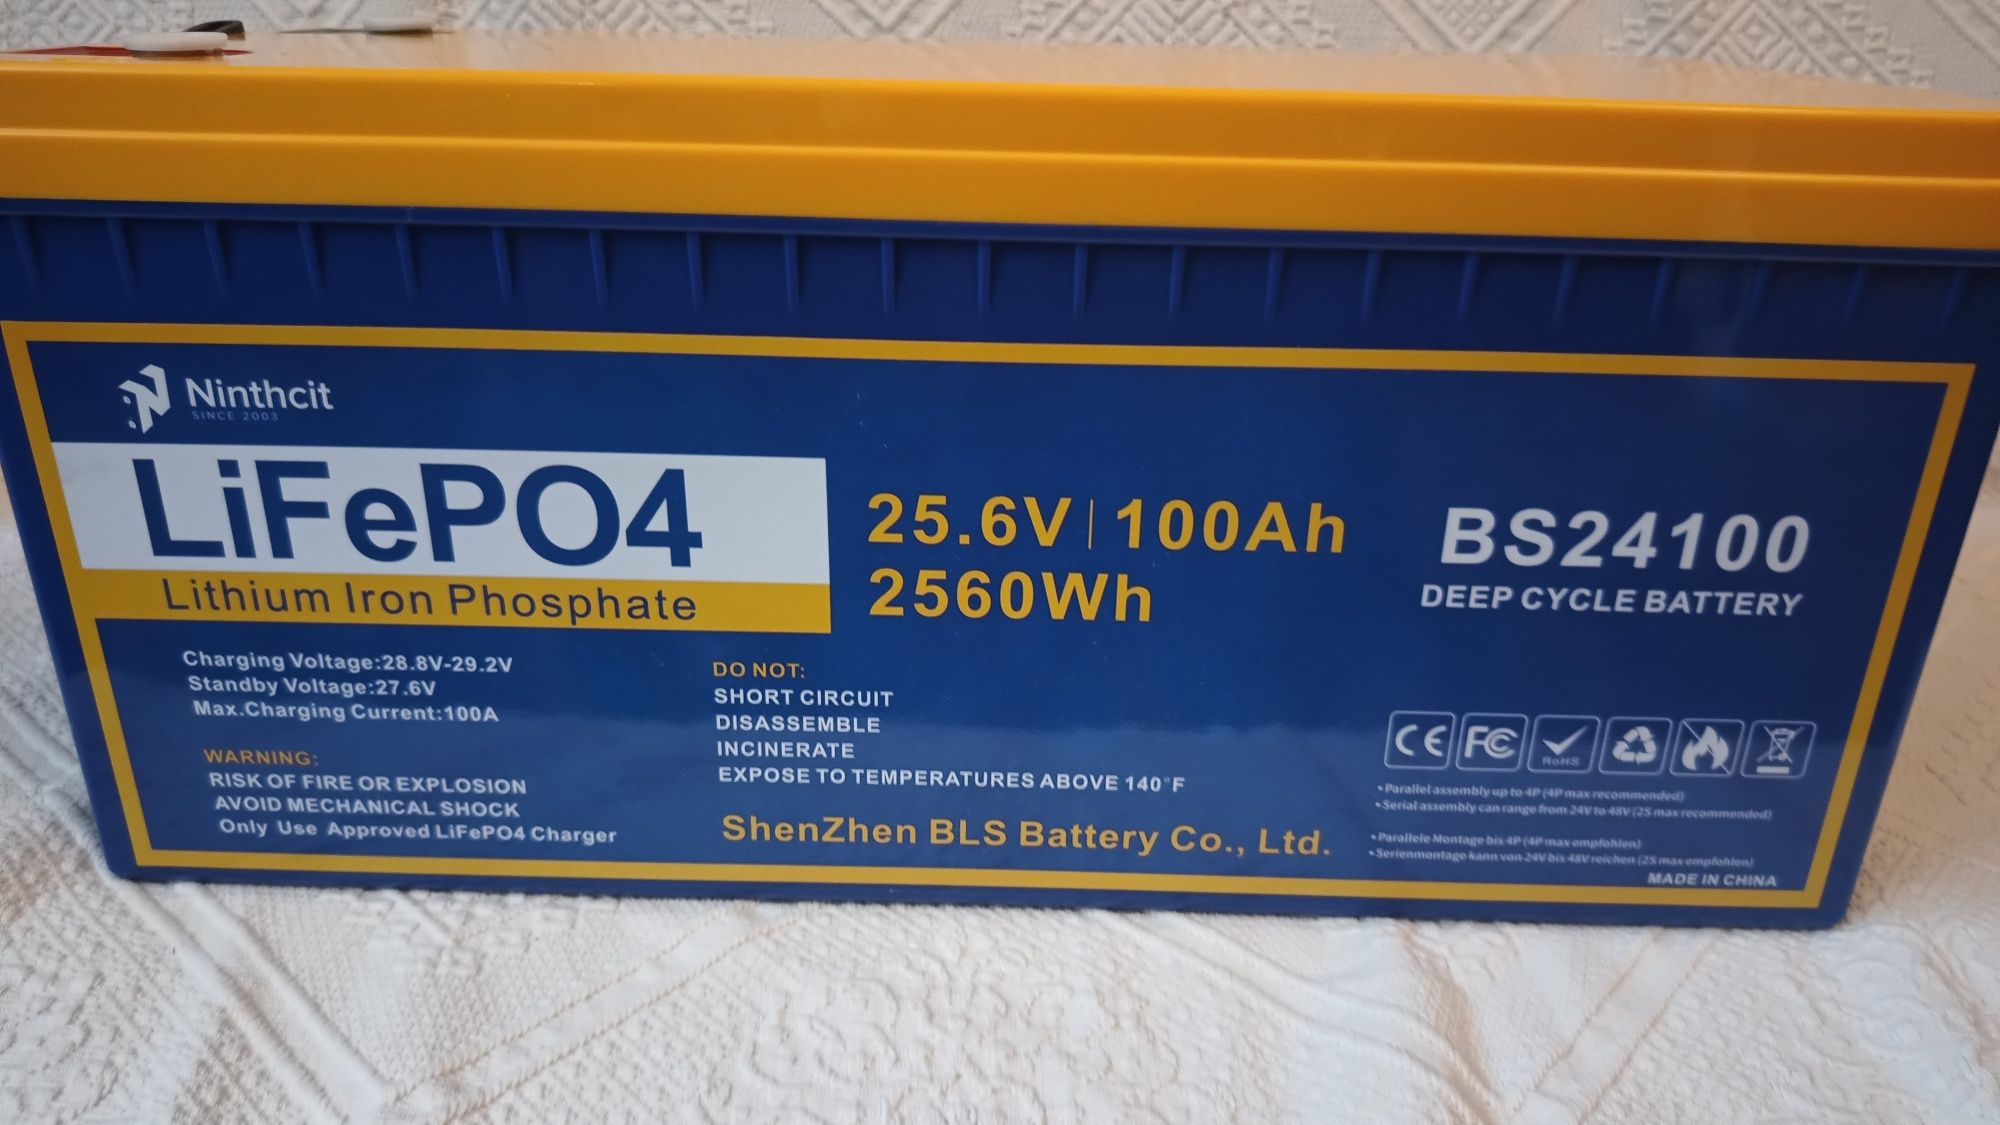 Ninthcit
SINCE 2003
LiFePO4
Lithium Iron Phosphate
25.6V | 100Ah
2560Wh
BS24100
DEEP CYCLE BATTERY
Charging Voltage:28.8V-29.2V
Standby Voltage:27.6V
Max.Charging Current:100A
WARNING:
RISK OF FIRE OR EXPLOSION
AVOID MECHANICAL SHOCK
Only Use Approved LiFePO4 Charger
DO NOT:
SHORT CIRCUIT
DISASSEMBLE
INCINERATE
EXPOSE TO TEMPERATURES ABOVE 140°F
ShenZhen BLS Battery Co., Ltd.
CE FC RoHS
•Parallel assembly up to 4P (4P max recommended)
•Serial assembly can range from 24V to 48V (2S max recommended)
•Parallele Montage bis 4P (4P max empfohlen)
•Serienmontage kann von 24V bis 48V reichen (2S max empfohlen)
MADE IN CHINA